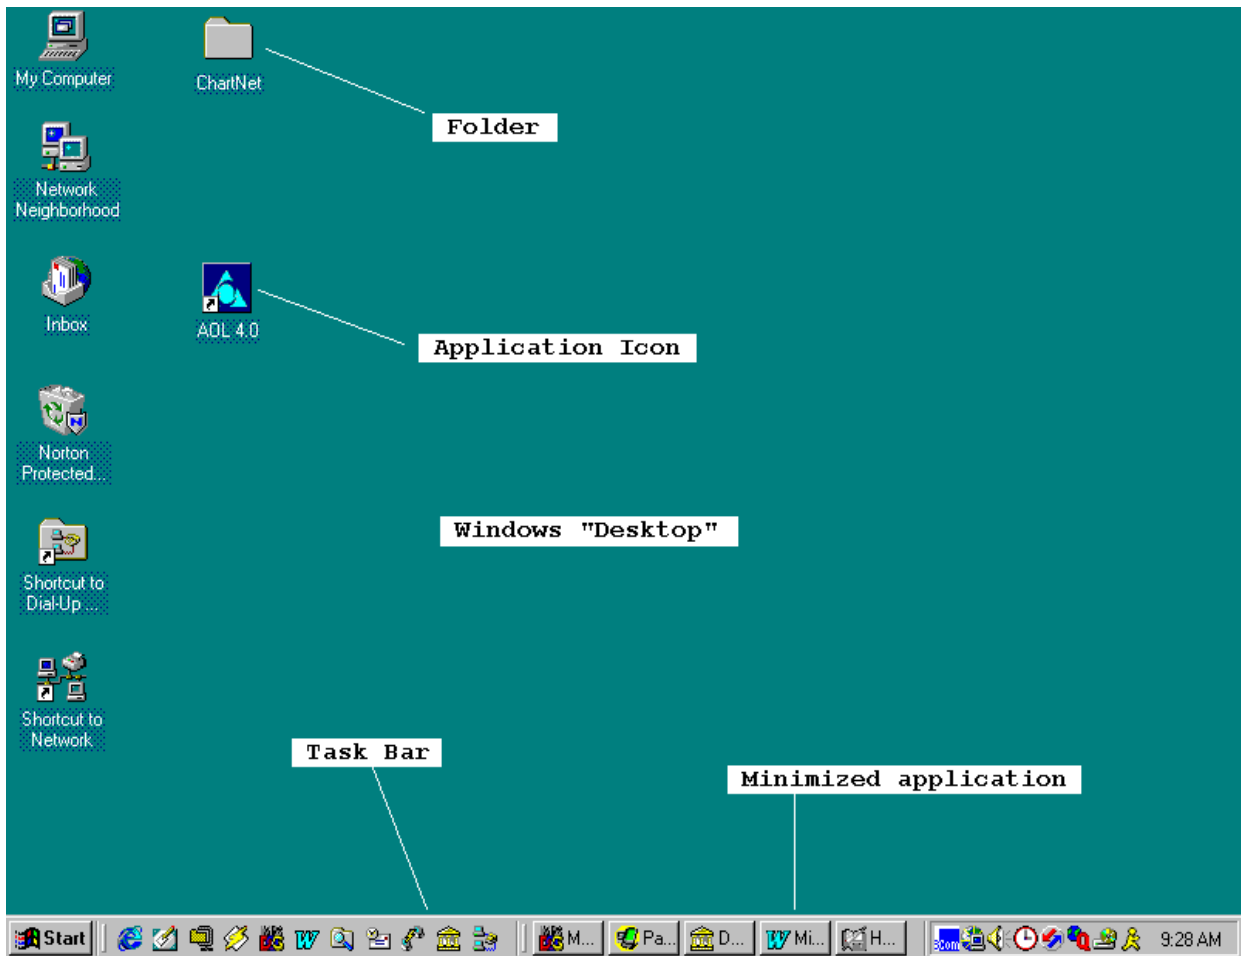 My Computer
ChartNet
Folder
Network
Neighborhood
Inbox
AOL 4.0
Application Icon
Norton
Protected...
Windows "Desktop"
Shortcut to
Dial-Up ...
Shortcut to
Network
Task Bar
Minimized application
Start
M...
Pa...
D...
Mi...
H...
3Com
9:28 AM